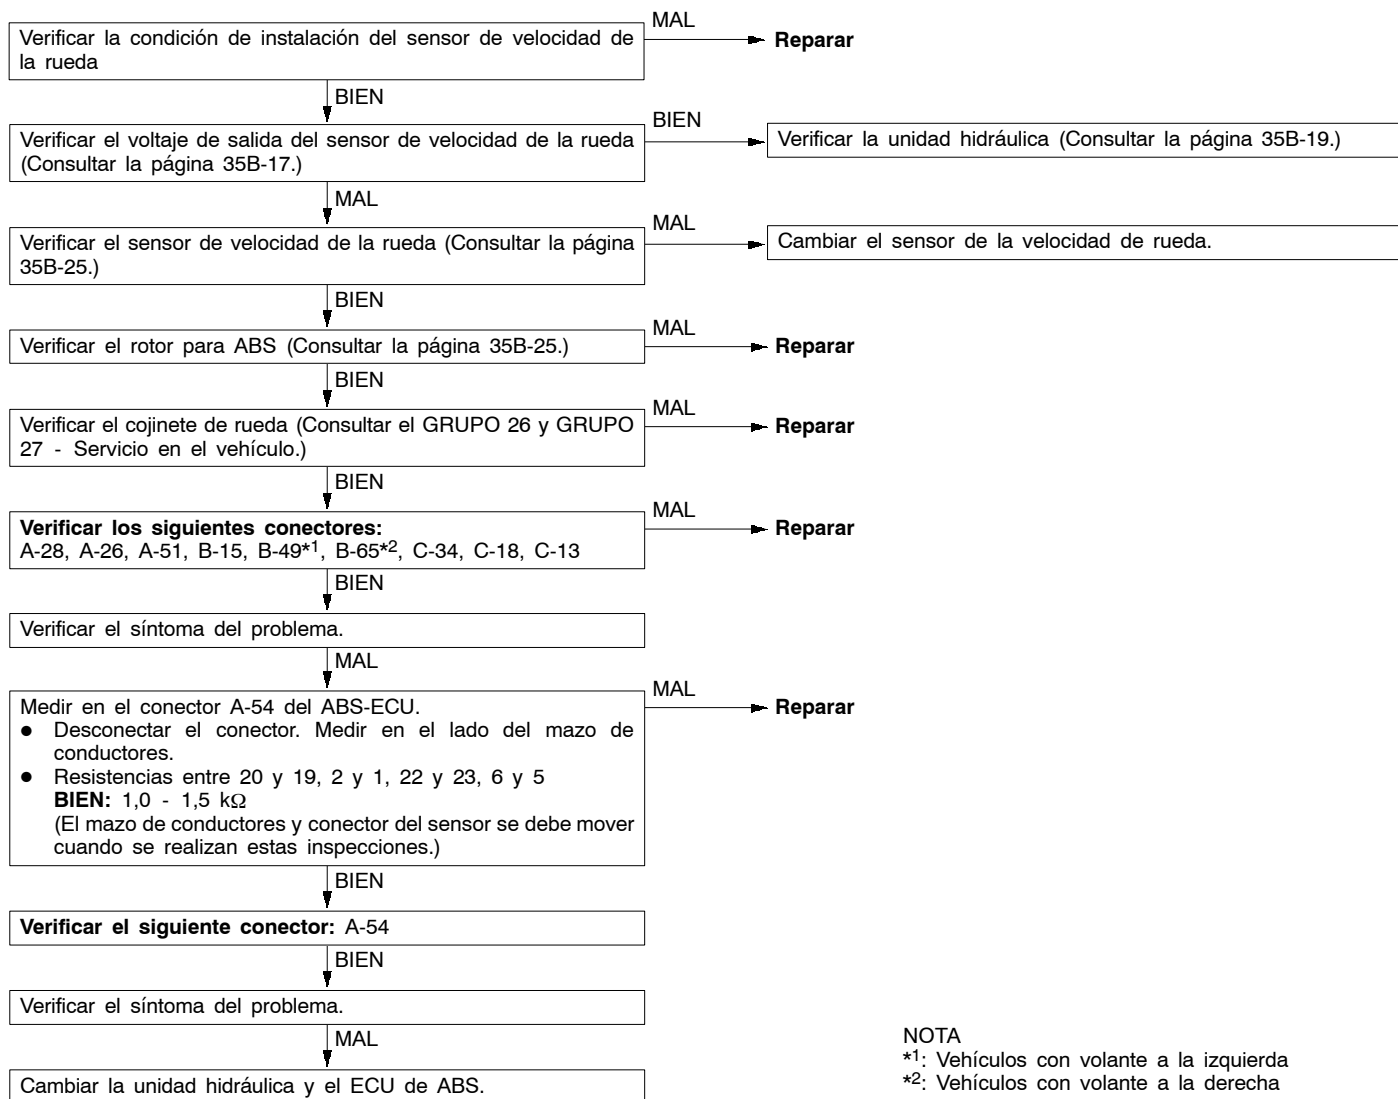 MAL
Verificar la condición de instalación del sensor de velocidad de
la rueda
Reparar
BIEN
BIEN
Verificar el voltaje de salida del sensor de velocidad de la rueda
(Consultar la página 35B-17.)
Verificar la unidad hidráulica (Consultar la página 35B-19.)
MAL
MAL
Verificar el sensor de velocidad de la rueda (Consultar la página
35B-25.)
Cambiar el sensor de la velocidad de rueda.
BIEN
MAL
Verificar el rotor para ABS (Consultar la página 35B-25.)
Reparar
BIEN
MAL
Verificar el cojinete de rueda (Consultar el GRUPO 26 y GRUPO
27 - Servicio en el vehículo.)
Reparar
BIEN
MAL
Verificar los siguientes conectores:
A-28, A-26, A-51, B-15, B-49*1, B-65*2, C-34, C-18, C-13
Reparar
BIEN
Verificar el síntoma del problema.
MAL
MAL
Medir en el conector A-54 del ABS-ECU.
Reparar
● Desconectar el conector. Medir en el lado del mazo de
conductores.
● Resistencias entre 20 y 19, 2 y 1, 22 y 23, 6 y 5
BIEN: 1,0 - 1,5 kΩ
(El mazo de conductores y conector del sensor se debe mover
cuando se realizan estas inspecciones.)
BIEN
Verificar el siguiente conector: A-54
BIEN
Verificar el síntoma del problema.
MAL
Cambiar la unidad hidráulica y el ECU de ABS.
NOTA
*1: Vehículos con volante a la izquierda
*2: Vehículos con volante a la derecha